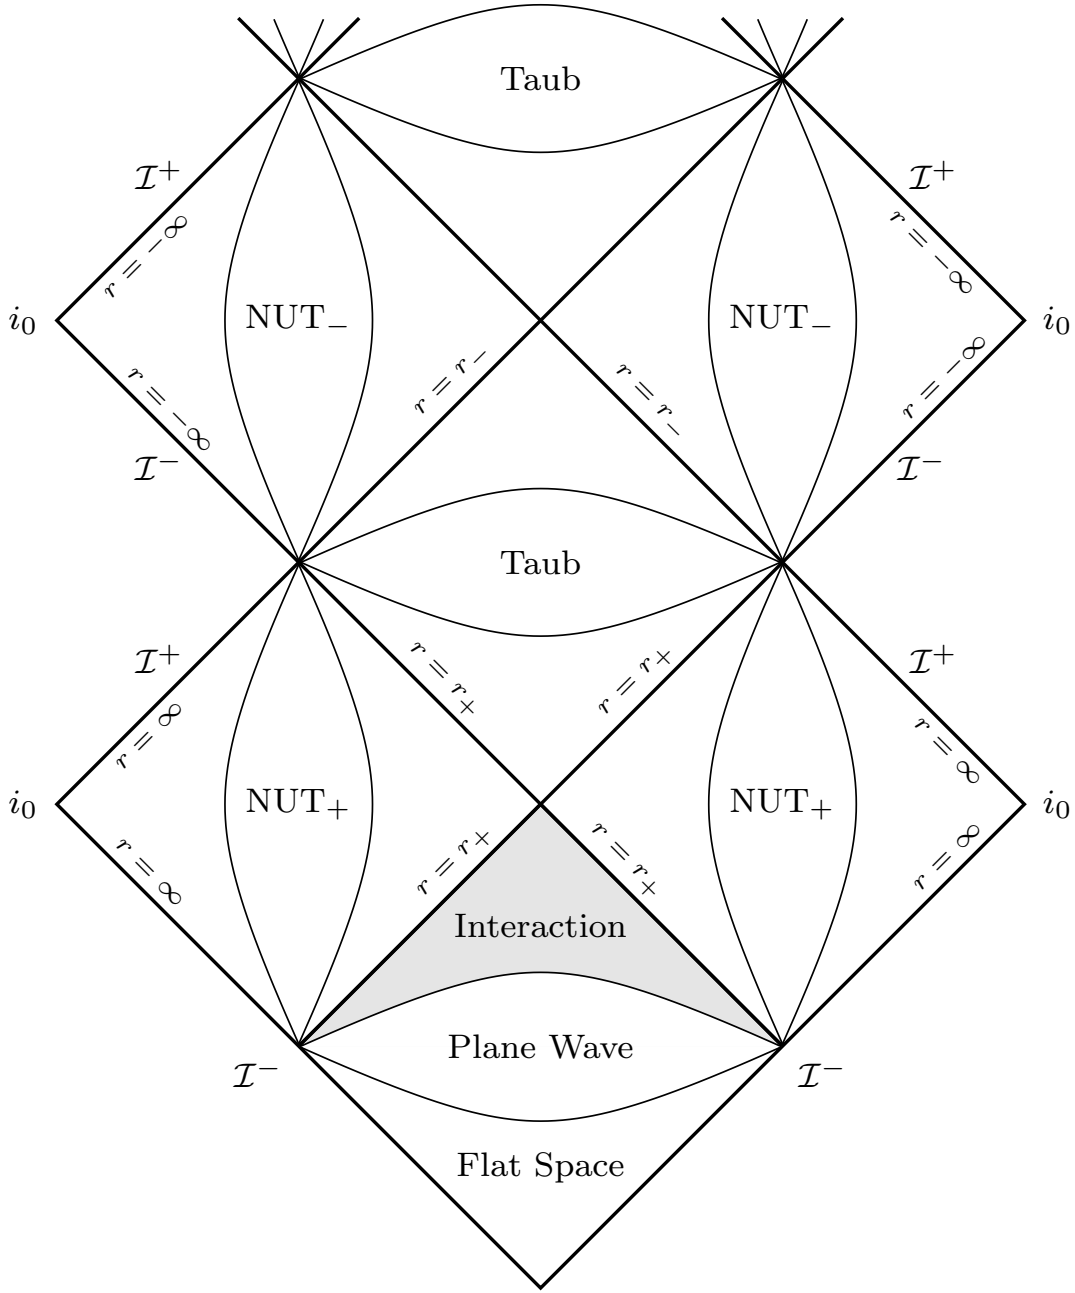 Taub
𝓘⁺
𝓘⁺
r = −∞
r = −∞
i₀
NUT₋
NUT₋
i₀
r = r₋
r = r₋
r = −∞
r = −∞
𝓘⁻
𝓘⁻
Taub
𝓘⁺
𝓘⁺
r = r₊
r = r₊
r = ∞
r = ∞
i₀
NUT₊
NUT₊
i₀
r = ∞
r = r₊
r = r₊
r = ∞
Interaction
Plane Wave
𝓘⁻
𝓘⁻
Flat Space